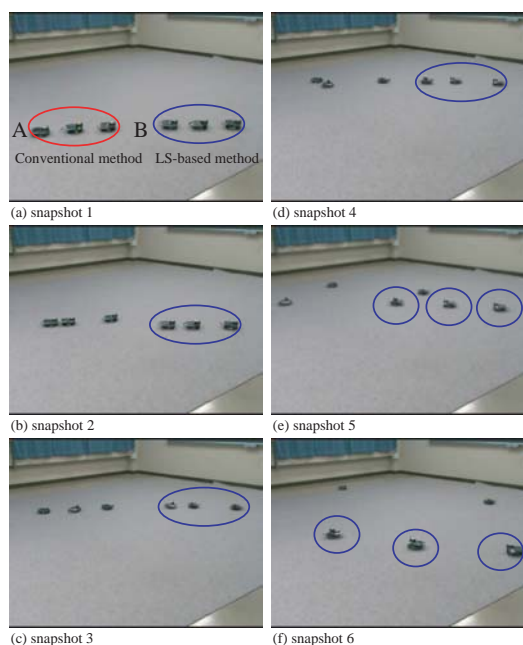 A
B
Conventional method
LS-based method
(a) snapshot 1
(b) snapshot 2
(c) snapshot 3
(d) snapshot 4
(e) snapshot 5
(f) snapshot 6